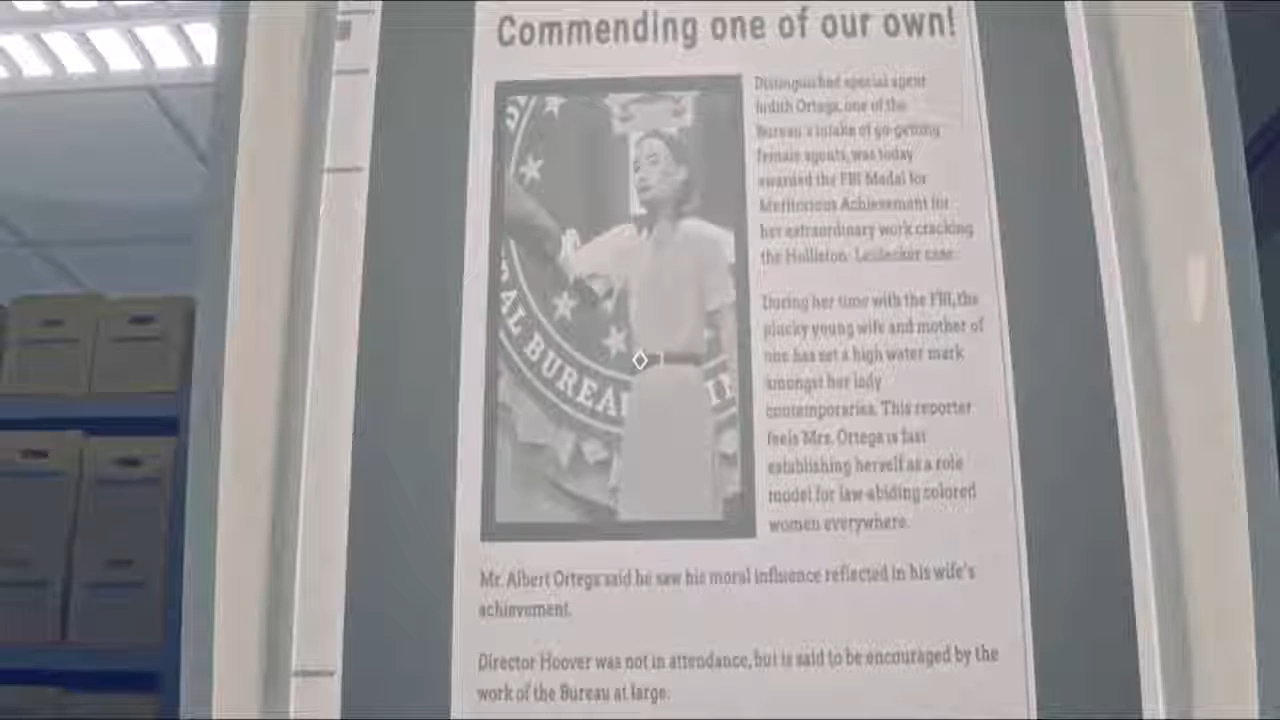 Commending one of our own!
Distinguished special agent
Judith Ortega, one of the
Bureau's intake of go-getting
female agents, was today
awarded the FBI Medal for
Meritorious Achievement for
her extraordinary work cracking
the Holliston- case.
During her time with the FBI, the
plucky young wife and mother of
one has set a high water mark
amongst her lady
contemporaries. This reporter
feels Mrs. Ortega is fast
establishing herself as a role
model for law-abiding colored
women everywhere.
AL BUREAU
Mr. Albert Ortega said he saw his moral influence reflected in his wife's
achievement.
Director Hoover was not in attendance, but is said to be encouraged by the
work of the Bureau at large.